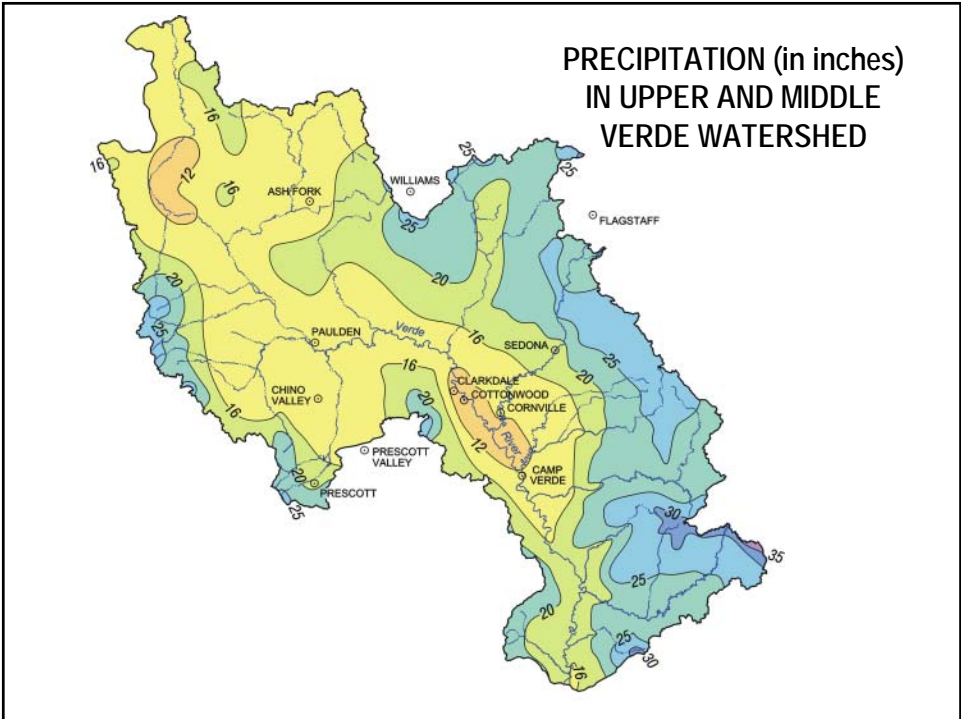 PRECIPITATION (in inches)
IN UPPER AND MIDDLE
VERDE WATERSHED
16
25
25
16
12
16
ASH FORK
WILLIAMS
25
FLAGSTAFF
20
20
25
PAULDEN
Verde
16
SEDONA
25
16
20
CHINO
VALLEY
16
20
CLARKDALE
COTTONWOOD
CORNVILLE
River
12
PRESCOTT
VALLEY
CAMP
VERDE
20
PRESCOTT
25
30
35
25
20
25
30
16